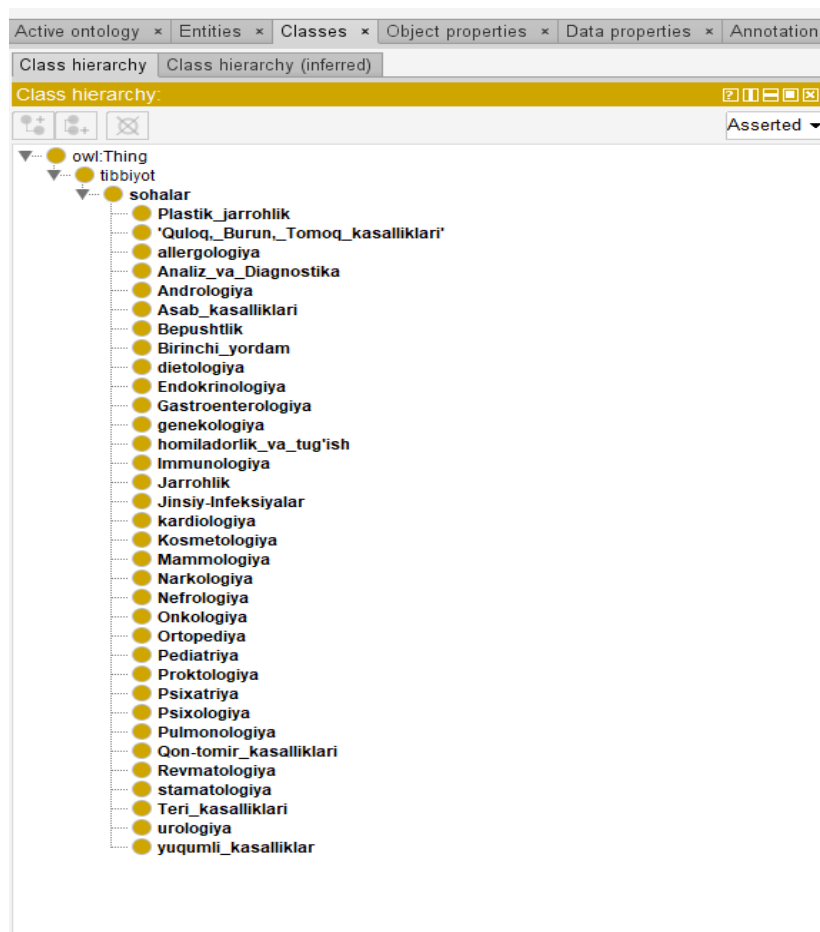 Active ontology × Entities × Classes × Object properties × Data properties × Annotation
Class hierarchy Class hierarchy (inferred)
Class hierarchy:
Asserted
owl:Thing
tibbiyot
sohalar
Plastik_jarrohlik
'Quloq,_Burun,_Tomoq_kasalliklari'
allergologiya
Analiz_va_Diagnostika
Andrologiya
Asab_kasalliklari
Bepushtlik
Birinchi_yordam
dietologiya
Endokrinologiya
Gastroenterologiya
genekologiya
homiladorlik_va_tug'ish
Immunologiya
Jarrohlik
Jinsiy-Infeksiyalar
kardiologiya
Kosmetologiya
Mammologiya
Narkologiya
Nefrologiya
Onkologiya
Ortopediya
Pediatriya
Proktologiya
Psixatriya
Psixologiya
Pulmonologiya
Qon-tomir_kasalliklari
Revmatologiya
stamatologiya
Teri_kasalliklari
urologiya
yuqumli_kasalliklar